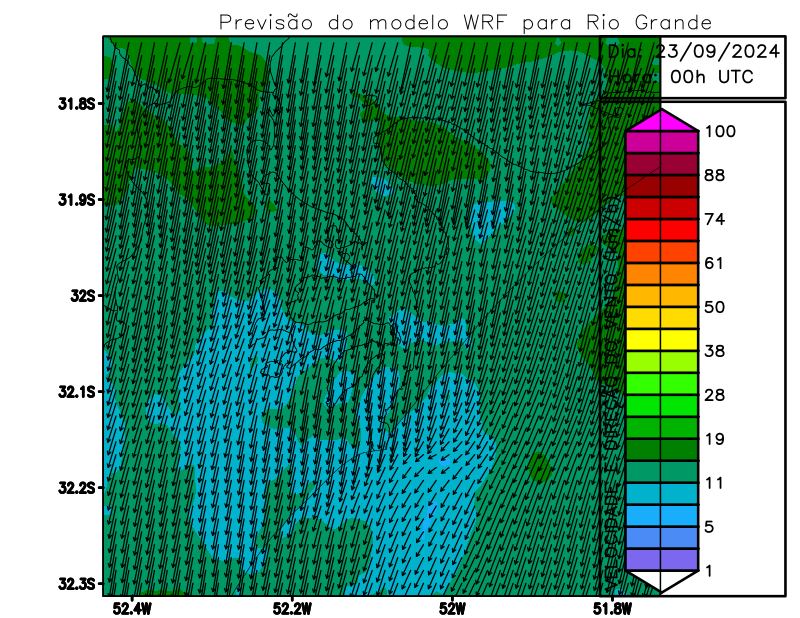 Previsão do modelo WRF para Rio Grande
Dia: 23/09/2024
Hora: 00h UTC
31.8S
31.9S
32S
32.1S
32.2S
32.3S
52.4W
52.2W
52W
51.8W
VELOCIDADE E DIREÇÃO DO VENTO (km/h)
100
88
74
61
50
38
28
19
11
5
1